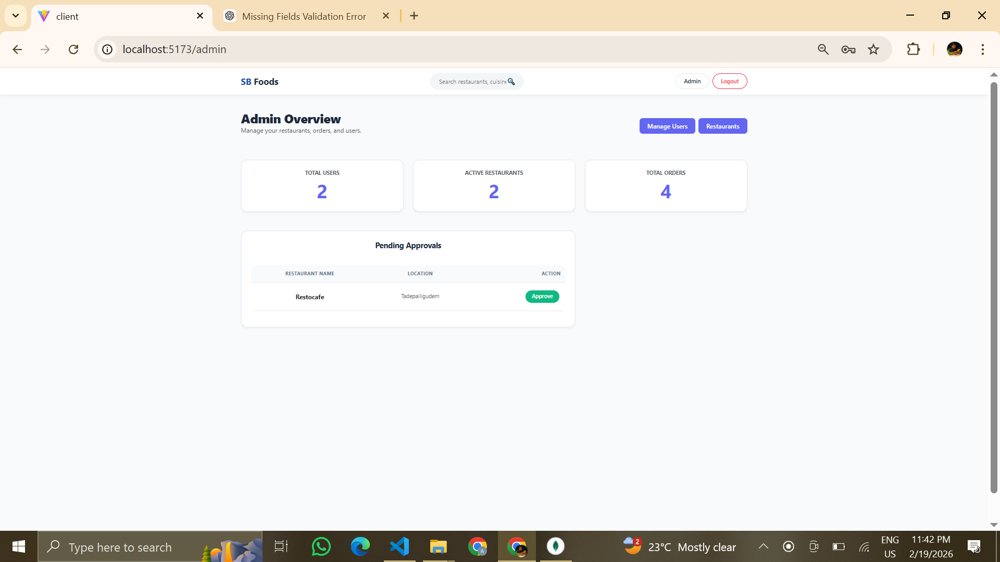 client
Missing Fields Validation Error
localhost:5173/admin
SB Foods
Search restaurants, cuisin
Admin
Logout
Admin Overview
Manage your restaurants, orders, and users.
Manage Users
Restaurants
TOTAL USERS
2
ACTIVE RESTAURANTS
2
TOTAL ORDERS
4
Pending Approvals
RESTAURANT NAME LOCATION ACTION
Restocafe Tadepalligudem Approve
Type here to search
A
2
23°C Mostly clear
ENG
US
11:42 PM
2/19/2026